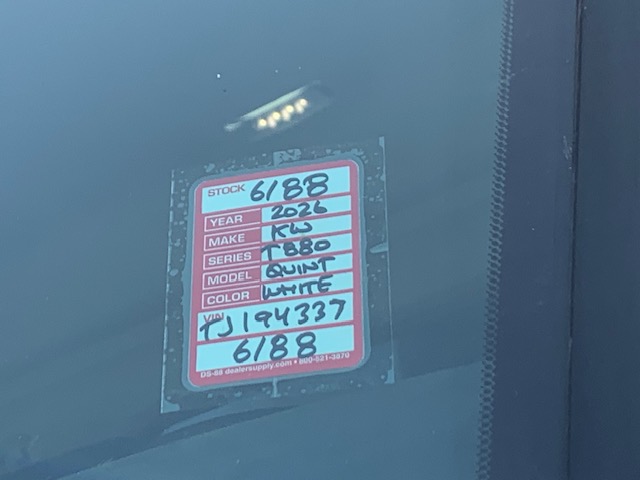 STOCK 6188
YEAR 2026
MAKE KW
SERIES T880
MODEL QUINT
COLOR WHITE
VIN
TJ194337
6188
DS-68 dealersupply.com • 800-521-3970